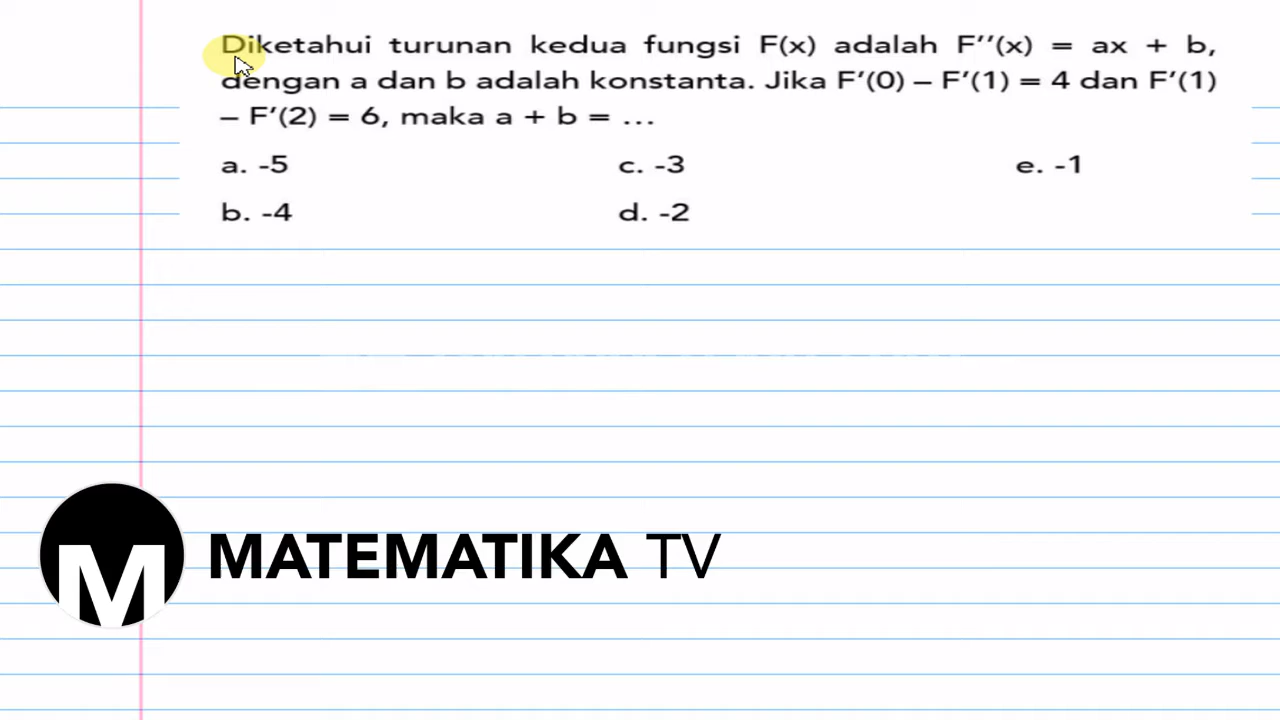 Diketahui turunan kedua fungsi F(x) adalah F’’(x) = ax + b,
dengan a dan b adalah konstanta. Jika F’(0) – F’(1) = 4 dan F’(1)
– F’(2) = 6, maka a + b = ...
a. -5 c. -3 e. -1
b. -4 d. -2
M MATEMATIKA TV